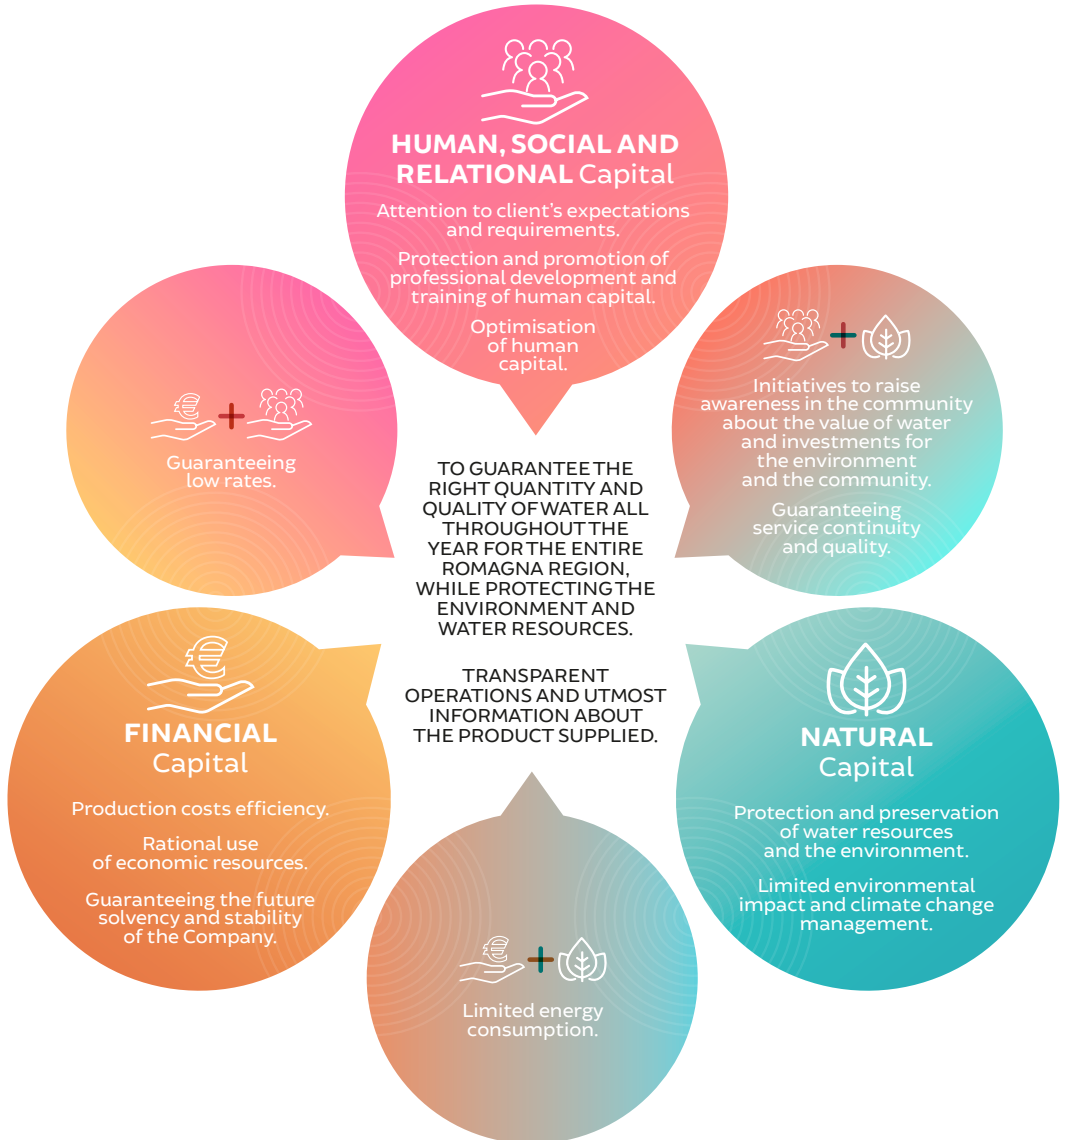 HUMAN, SOCIAL AND
RELATIONAL Capital
Attention to client's expectations
and requirements.
Protection and promotion of
professional development and
training of human capital.
Optimisation
of human
capital.
Guaranteeing
low rates.
Initiatives to raise
awareness in the community
about the value of water
and investments for
the environment
and the community.
Guaranteeing
service continuity
and quality.
TO GUARANTEE THE
RIGHT QUANTITY AND
QUALITY OF WATER ALL
THROUGHOUT THE
YEAR FOR THE ENTIRE
ROMAGNA REGION,
WHILE PROTECTING THE
ENVIRONMENT AND
WATER RESOURCES.
TRANSPARENT
OPERATIONS AND UTMOST
INFORMATION ABOUT
THE PRODUCT SUPPLIED.
FINANCIAL
Capital
Production costs efficiency.
Rational use
of economic resources.
Guaranteeing the future
solvency and stability
of the Company.
NATURAL
Capital
Protection and preservation
of water resources
and the environment.
Limited environmental
impact and climate change
management.
Limited energy
consumption.